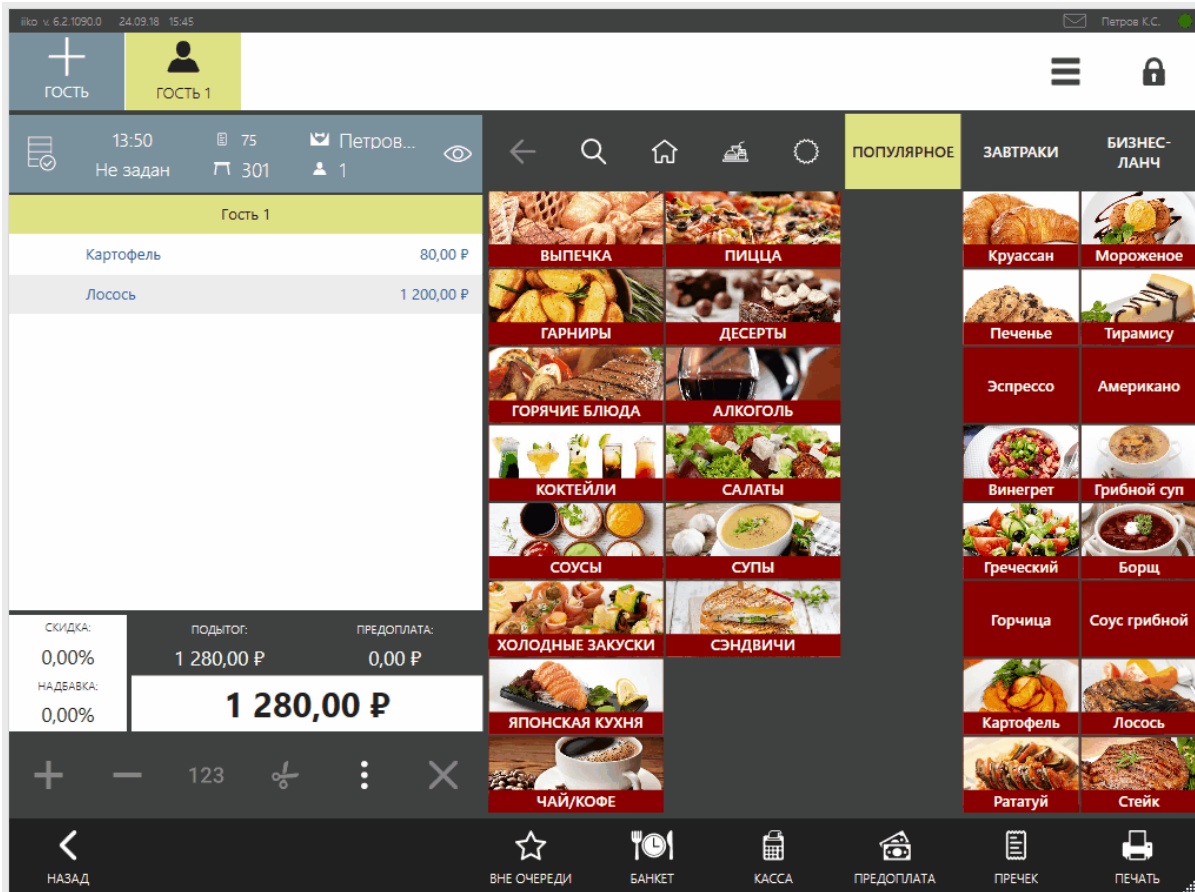 iiko v. 6.2.1090.0 24.09.18 15:45 Петров К.С.
ГОСТЬ ГОСТЬ 1
13:50 75 Петров...
Не задан 301 1
ПОПУЛЯРНОЕ ЗАВТРАКИ БИЗНЕС-
ЛАНЧ
Гость 1
Картофель 80,00 ₽
Лосось 1 200,00 ₽
СКИДКА: ПОДЫТОГ: ПРЕДОПЛАТА:
0,00% 1 280,00 ₽ 0,00 ₽
НАДБАВКА:
0,00% 1 280,00 ₽
123
ВЫПЕЧКА ПИЦЦА
ГАРНИРЫ ДЕСЕРТЫ
ГОРЯЧИЕ БЛЮДА АЛКОГОЛЬ
КОКТЕЙЛИ САЛАТЫ
СОУСЫ СУПЫ
ХОЛОДНЫЕ ЗАКУСКИ СЭНДВИЧИ
ЯПОНСКАЯ КУХНЯ
ЧАЙ/КОФЕ
Круассан Мороженое
Печенье Тирамису
Эспрессо Американо
Винегрет Грибной суп
Греческий Борщ
Горчица Соус грибной
Картофель Лосось
Рататуй Стейк
НАЗАД ВНЕ ОЧЕРЕДИ БАНКЕТ КАССА ПРЕДОПЛАТА ПРЕЧЕК ПЕЧАТЬ